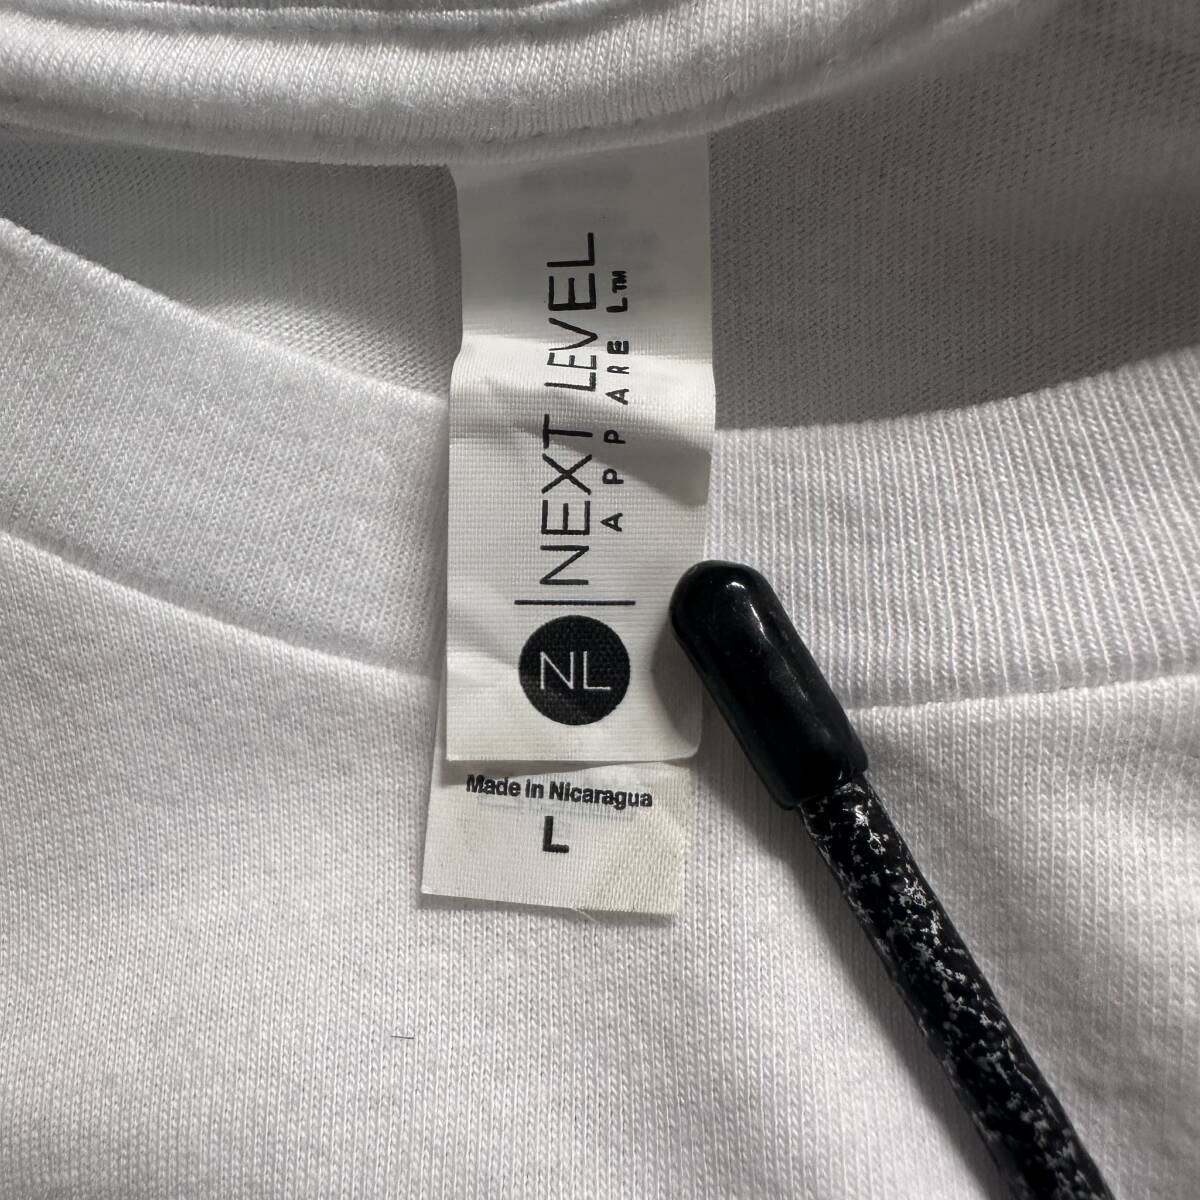 NEXT LEVEL
APPAREL™
NL
Made in Nicaragua
L